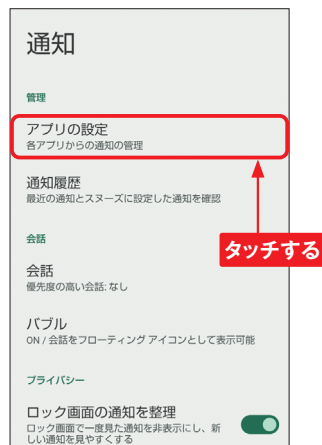 通知
管理
アプリの設定
各アプリからの通知の管理
通知履歴
最近の通知とスヌーズに設定した通知を確認
会話
タッチする
会話
優先度の高い会話: なし
バブル
ON / 会話をフローティング アイコンとして表示可能
プライバシー
ロック画面の通知を整理
ロック画面で一度見た通知を非表示にし、新
しい通知を見やすくする